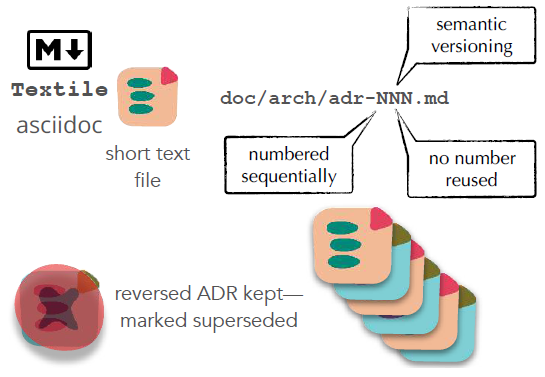 semantic
versioning
M
Textile
asciidoc
doc/arch/adr-NNN.md
short text
file
numbered
sequentially
no number
reused
reversed ADR kept—
marked superseded